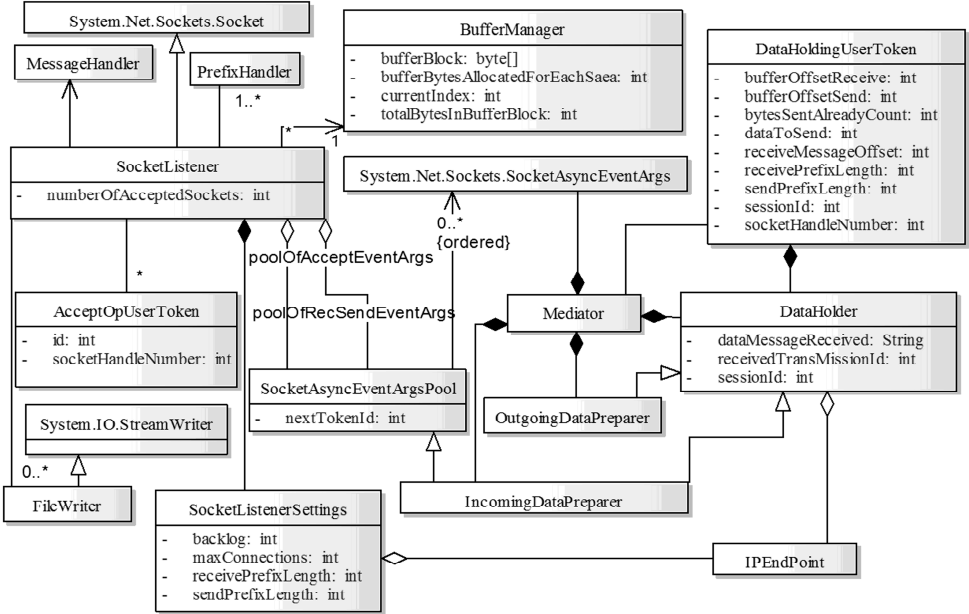 System.Net.Sockets.Socket
MessageHandler
PrefixHandler
1..*
BufferManager
- bufferBlock: byte[]
- bufferBytesAllocatedForEachSaea: int
- currentIndex: int
- totalBytesInBufferBlock: int
*
1
DataHoldingUserToken
- bufferOffsetReceive: int
- bufferOffsetSend: int
- bytesSentAlreadyCount: int
- dataToSend: int
- receiveMessageOffset: int
- receivePrefixLength: int
- sendPrefixLength: int
- sessionId: int
- socketHandleNumber: int
SocketListener
- numberOfAcceptedSockets: int
System.Net.Sockets.SocketAsyncEventArgs
0..*
{ordered}
poolOfAcceptEventArgs
*
poolOfRecSendEventArgs
AcceptOpUserToken
- id: int
- socketHandleNumber: int
Mediator
DataHolder
- dataMessageReceived: String
- receivedTransMissionId: int
- sessionId: int
SocketAsyncEventArgsPool
- nextTokenId: int
OutgoingDataPreparer
System.IO.StreamWriter
0..*
FileWriter
IncomingDataPreparer
SocketListenerSettings
- backlog: int
- maxConnections: int
- receivePrefixLength: int
- sendPrefixLength: int
IPEndPoint